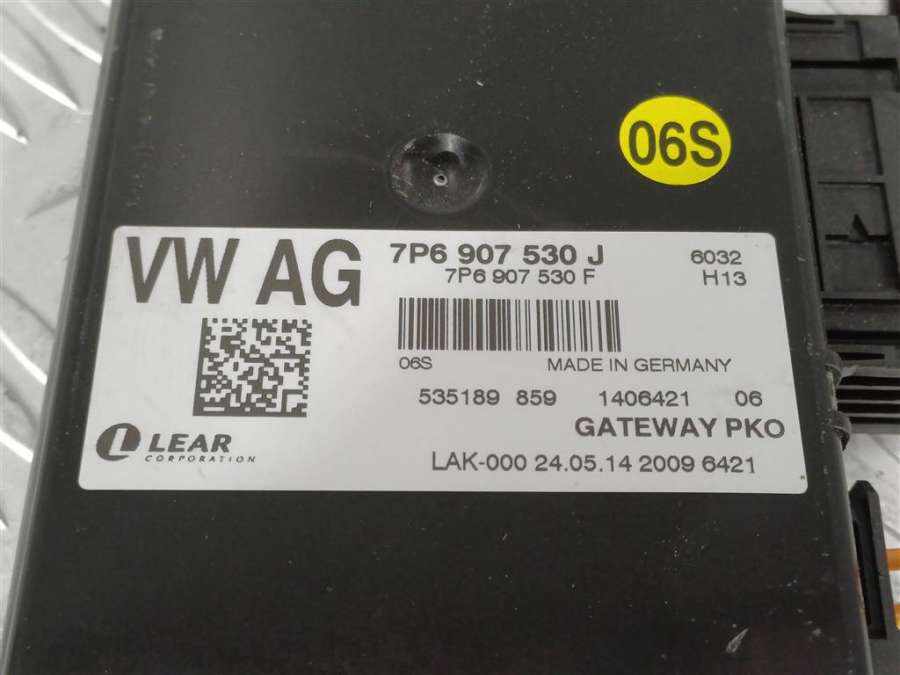 06S
VW AG
7P6 907 530 J
6032
7P6 907 530 F
H13
06S
MADE IN GERMANY
535189 859
1406421
06
GATEWAY PKO
LEAR
CORPORATION
LAK-000 24.05.14 2009 6421